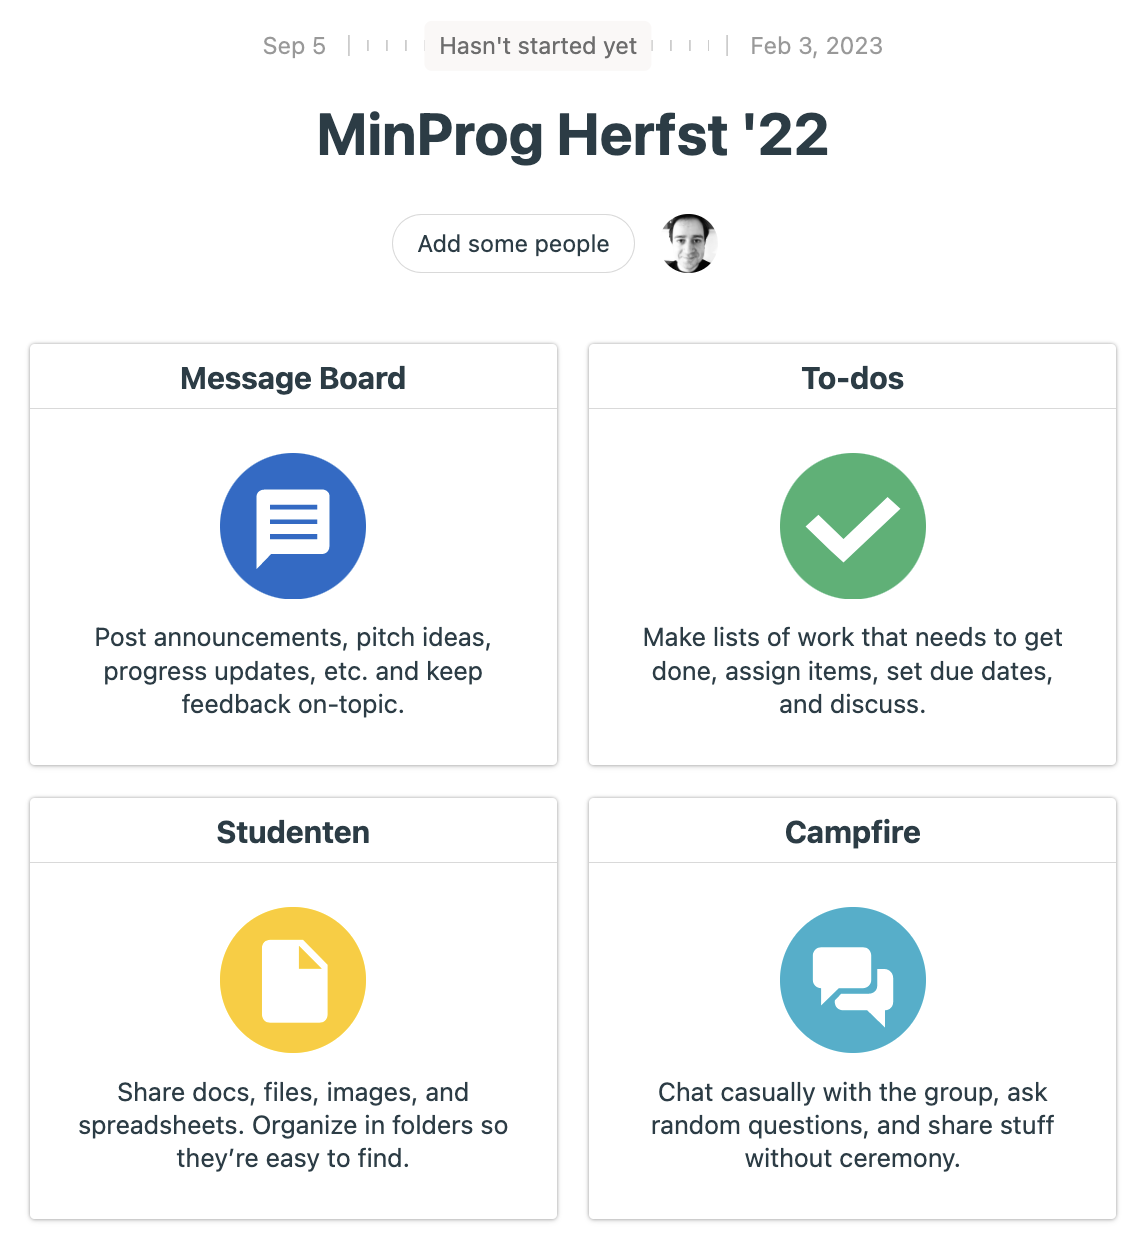 Sep 5 Hasn't started yet Feb 3, 2023
MinProg Herfst '22
Add some people
Message Board
Post announcements, pitch ideas,
progress updates, etc. and keep
feedback on-topic.
To-dos
Make lists of work that needs to get
done, assign items, set due dates,
and discuss.
Studenten
Share docs, files, images, and
spreadsheets. Organize in folders so
they’re easy to find.
Campfire
Chat casually with the group, ask
random questions, and share stuff
without ceremony.